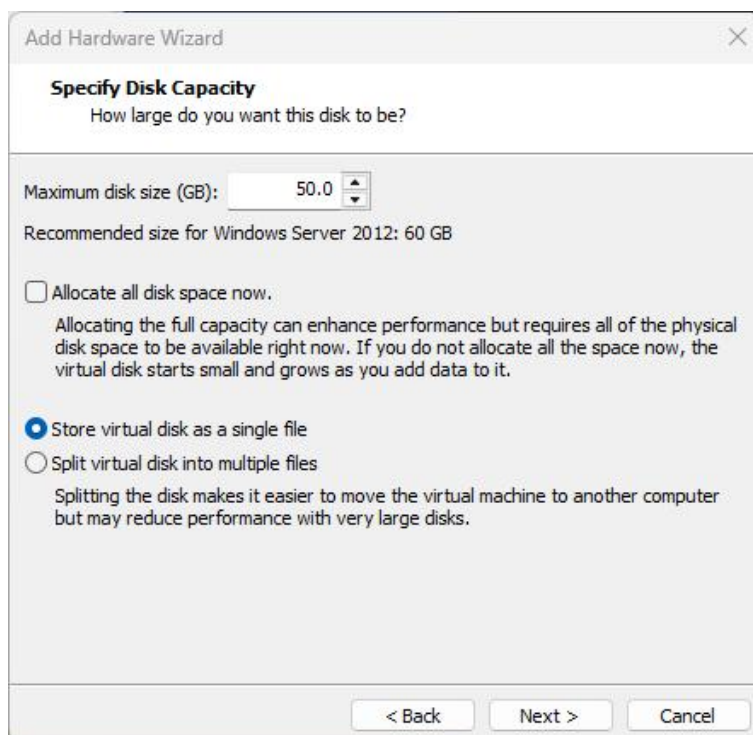 Add Hardware Wizard
Specify Disk Capacity
How large do you want this disk to be?
Maximum disk size (GB): 50.0
Recommended size for Windows Server 2012: 60 GB
Allocate all disk space now.
Allocating the full capacity can enhance performance but requires all of the physical
disk space to be available right now. If you do not allocate all the space now, the
virtual disk starts small and grows as you add data to it.
Store virtual disk as a single file
Split virtual disk into multiple files
Splitting the disk makes it easier to move the virtual machine to another computer
but may reduce performance with very large disks.
< Back Next > Cancel